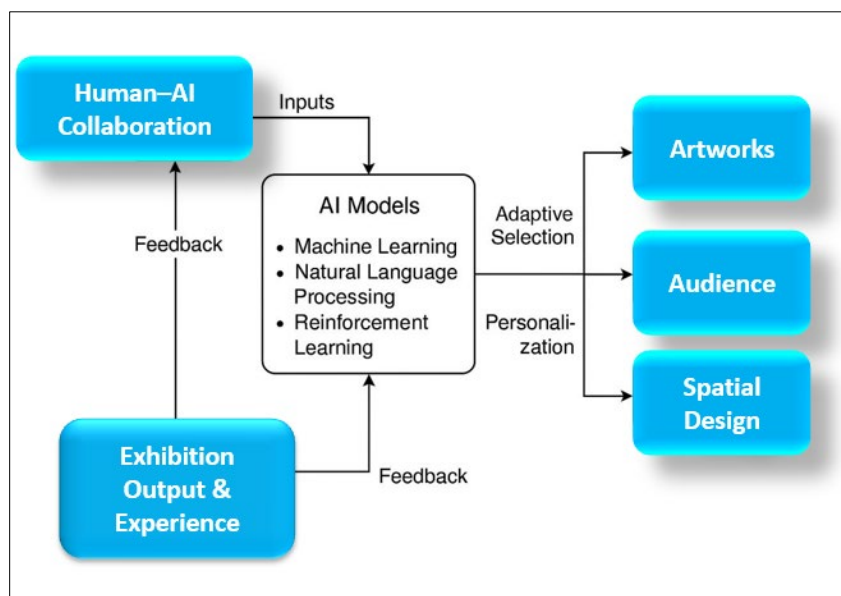 Human–AI
Collaboration
Inputs
Feedback
AI Models
• Machine Learning
• Natural Language
Processing
• Reinforcement
Learning
Adaptive
Selection
Personali-
zation
Artworks
Audience
Spatial
Design
Exhibition
Output &
Experience
Feedback